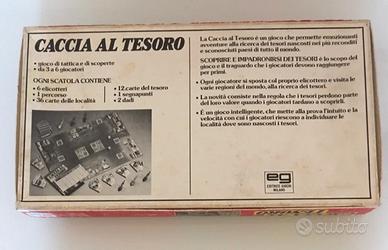 CACCIA AL TESORO
• gioco di tattica e di scoperte
• da 3 a 6 giocatori
OGNI SCATOLA CONTIENE
• 6 elicotteri
• 1 percorso
• 36 carte delle località
• 12 carte del tesoro
• 1 segnapunti
• 2 dadi
• La Caccia al Tesoro è un gioco che permette emozionanti
avventure alla ricerca dei tesori nascosti nei più reconditi
e sconosciuti paesi di tutto il mondo.
• SCOPRIRE E IMPADRONIRSI DEI TESORI è lo scopo del
gioco e il traguardo che i giocatori devono raggiungere
per primi.
• Ogni giocatore si sposta col proprio elicottero e visita le
varie regioni del mondo, alla ricerca dei tesori.
• La novità consiste nella regola che i tesori perdono parte
del loro valore quando i giocatori tardano a scoprirli.
• È un gioco intelligente, che mette alla prova l'intuito e la
velocità con cui i giocatori riescono a individuare le
località dove sono nascosti i tesori.
eg
EDITRICE GIOCHI
MILANO
subito